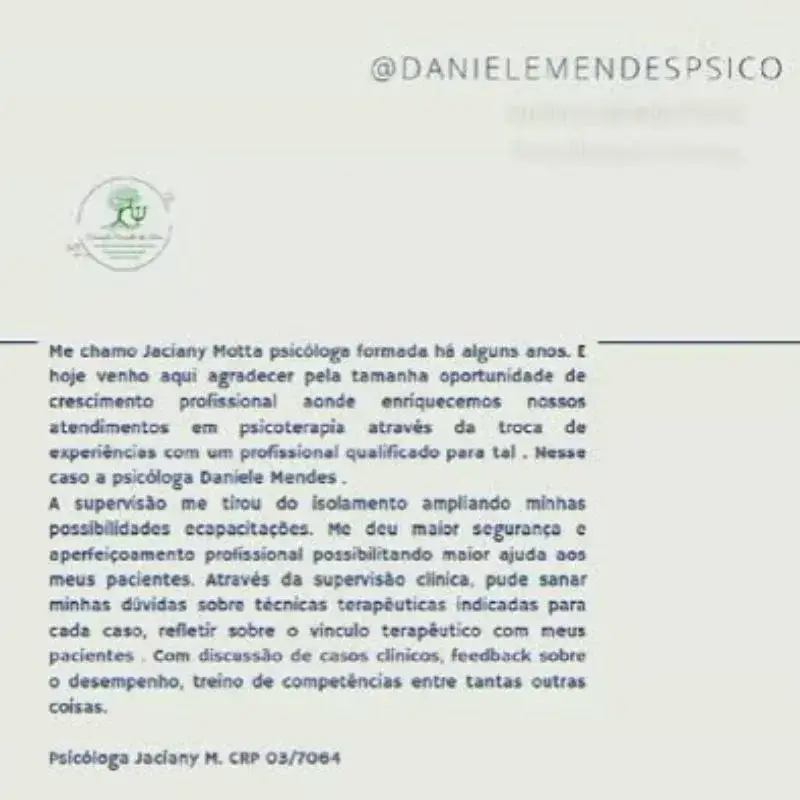 @DANIELEMENDESPSICO
Me chamo Jaciany Motta psicóloga formada há alguns anos. E
hoje venho aqui agradecer pela tamanha oportunidade de
crescimento profissional aonde enriquecemos nossos
atendimentos em psicoterapia através da troca de
experiências com um profissional qualificado para tal . Nesse
caso a psicóloga Daniele Mendes .
A supervisão me tirou do isolamento ampliando minhas
possibilidades ecapacitações. Me deu maior segurança e
aperfeiçoamento profissional possibilitando maior ajuda aos
meus pacientes. Através da supervisão clínica, pude sanar
minhas dúvidas sobre técnicas terapêuticas indicadas para
cada caso, refletir sobre o vínculo terapêutico com meus
pacientes . Com discussão de casos clínicos, feedback sobre
o desempenho, treino de competências entre tantas outras
coisas.
Psicóloga Jaciany M. CRP 03/7064